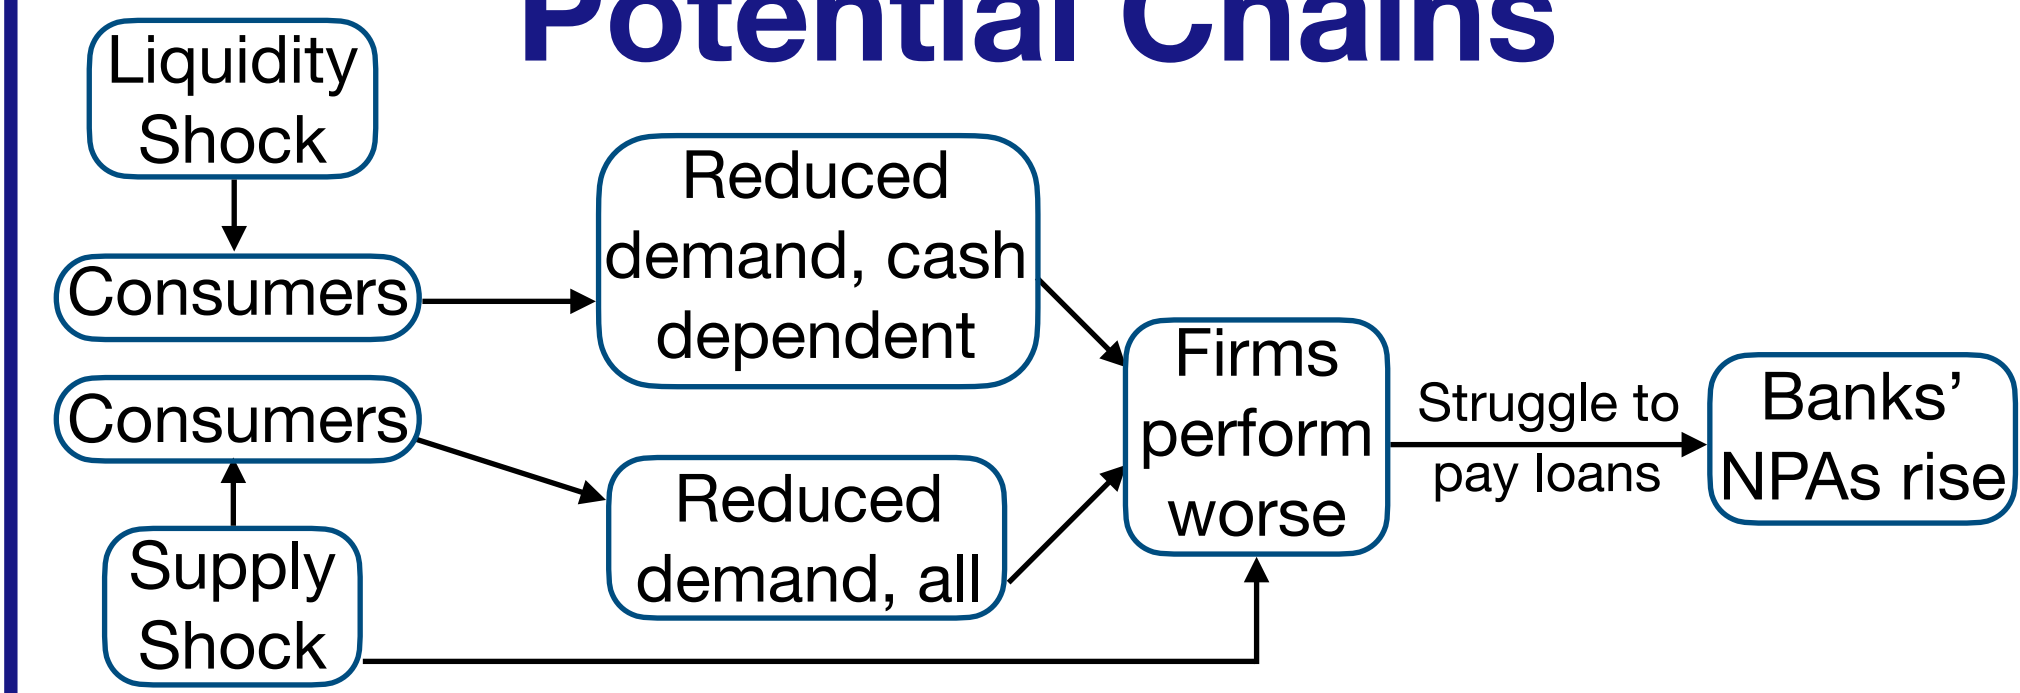 Potential Chains
Liquidity
Shock
Consumers
Reduced
demand, cash
dependent
Consumers
Supply
Shock
Reduced
demand, all
Firms
perform
worse
Struggle to
pay loans
Banks’
NPAs rise